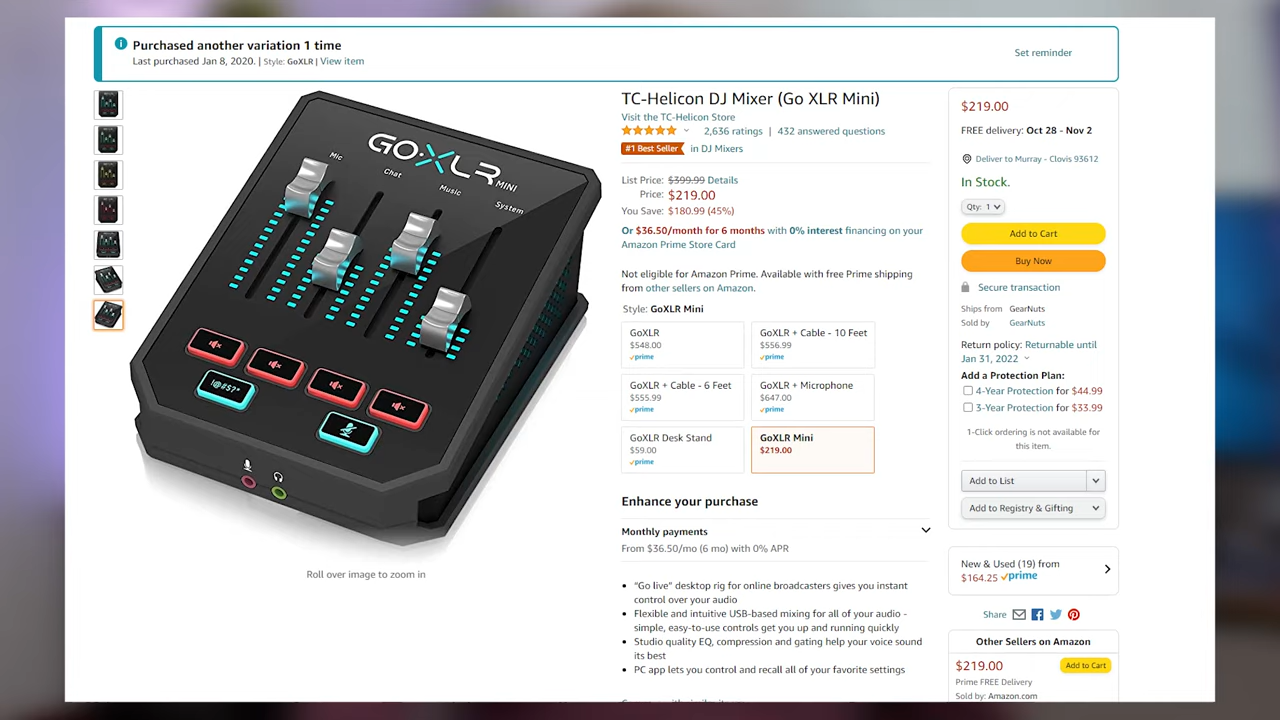 Purchased another variation 1 time
Last purchased Jan 8, 2020. | Style: GoXLR | View item
Set reminder
GO·XLR MINI
Mic
Chat
Music
System
!@#$?*
Roll over image to zoom in
TC-Helicon DJ Mixer (Go XLR Mini)
Visit the TC-Helicon Store
2,636 ratings | 432 answered questions
#1 Best Seller in DJ Mixers
List Price: $399.99 Details
Price: $219.00
You Save: $180.99 (45%)
Or $36.50/month for 6 months with 0% interest financing on your
Amazon Prime Store Card
Not eligible for Amazon Prime. Available with free Prime shipping
from other sellers on Amazon.
Style: GoXLR Mini
GoXLR
$548.00
prime
GoXLR + Cable - 10 Feet
$556.99
prime
GoXLR + Cable - 6 Feet
$555.99
prime
GoXLR + Microphone
$647.00
prime
GoXLR Desk Stand
$59.00
prime
GoXLR Mini
$219.00
Enhance your purchase
Monthly payments
From $36.50/mo (6 mo) with 0% APR
• "Go live" desktop rig for online broadcasters gives you instant
control over your audio
• Flexible and intuitive USB-based mixing for all of your audio -
simple, easy-to-use controls get you up and running quickly
• Studio quality EQ, compression and gating help your voice sound
its best
• PC app lets you control and recall all of your favorite settings
$219.00
FREE delivery: Oct 28 - Nov 2
Deliver to Murray - Clovis 93612
In Stock.
Qty: 1
Add to Cart
Buy Now
Secure transaction
Ships from GearNuts
Sold by GearNuts
Return policy: Returnable until
Jan 31, 2022
Add a Protection Plan:
4-Year Protection for $44.99
3-Year Protection for $33.99
1-Click ordering is not available for
this item.
Add to List
Add to Registry & Gifting
New & Used (19) from
$164.25 prime
Share
Other Sellers on Amazon
$219.00
Add to Cart
Prime FREE Delivery
Sold by: Amazon.com